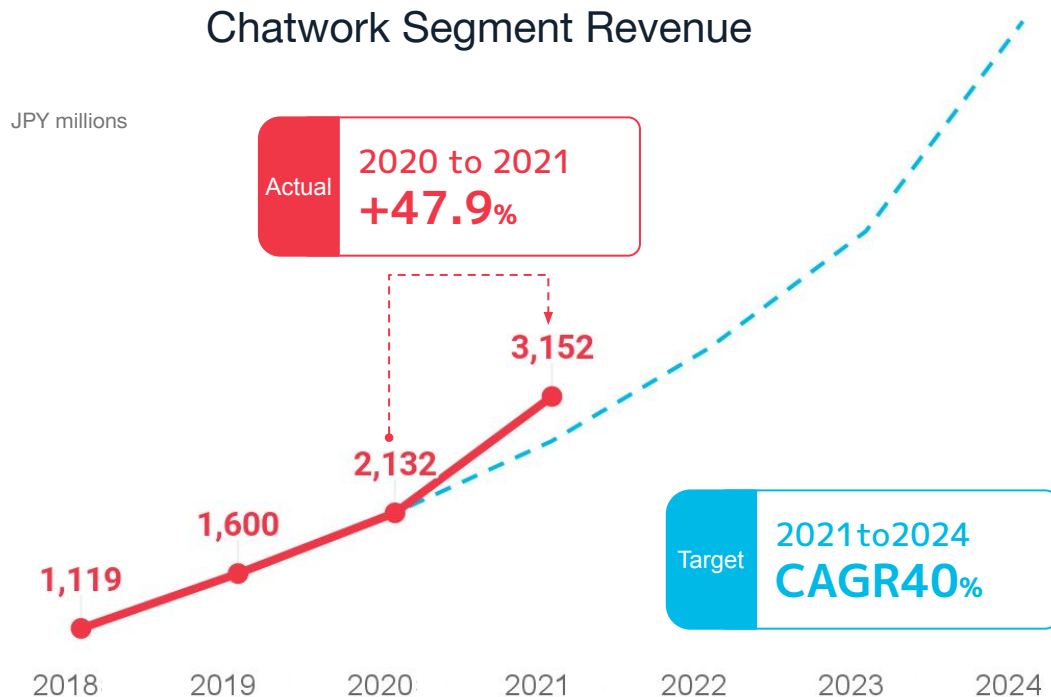 Chatwork Segment Revenue
JPY millions
Actual
2020 to 2021
+47.9%
3,152
2,132
1,600
1,119
Target
2021to2024
CAGR40%
2018 2019 2020 2021 2022 2023 2024